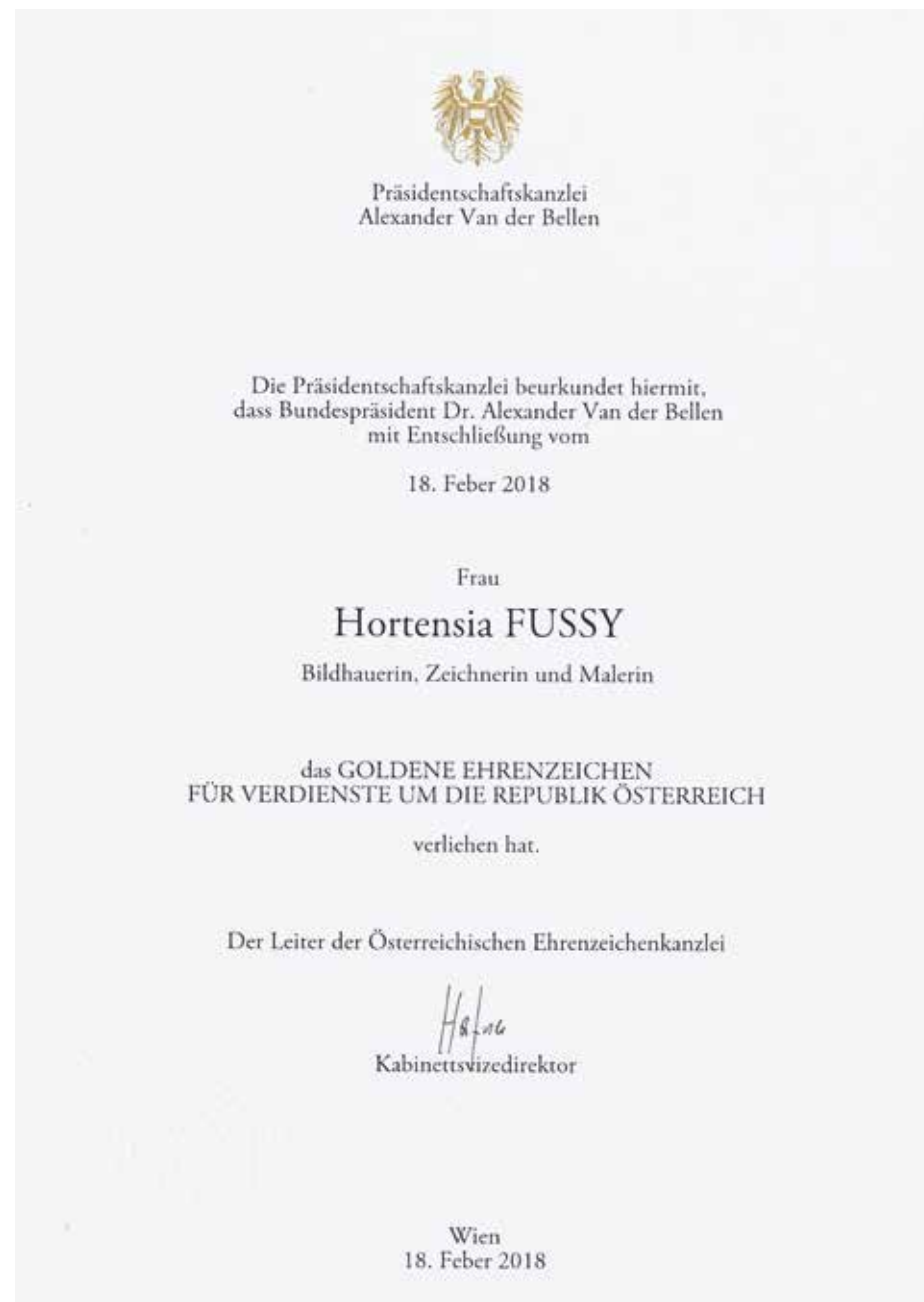 Präsidentschaftskanzlei
Alexander Van der Bellen
Die Präsidentschaftskanzlei beurkundet hiermit,
dass Bundespräsident Dr. Alexander Van der Bellen
mit Entschließung vom
18. Feber 2018
Frau
Hortensia FUSSY
Bildhauerin, Zeichnerin und Malerin
das GOLDENE EHRENZEICHEN
FÜR VERDIENSTE UM DIE REPUBLIK ÖSTERREICH
verliehen hat.
Der Leiter der Österreichischen Ehrenzeichenkanzlei
Kabinettsvizedirektor
Wien
18. Feber 2018